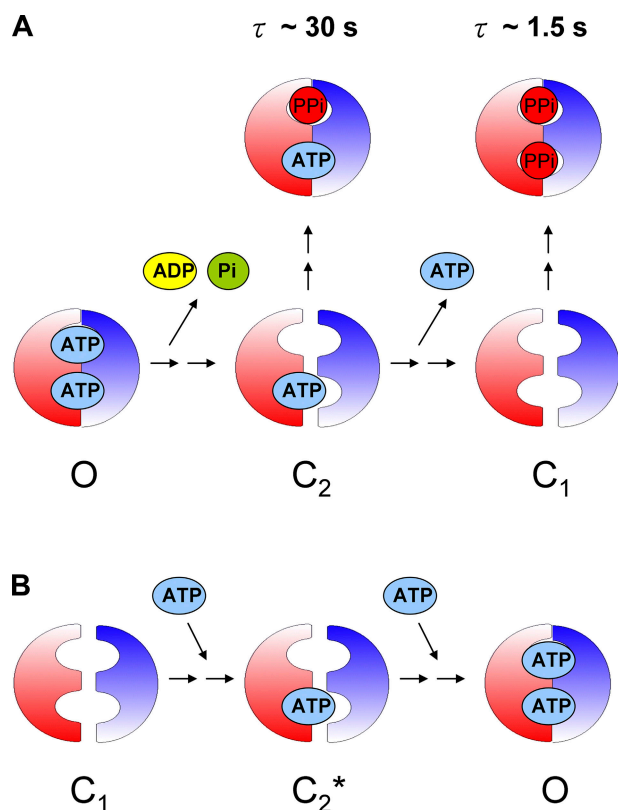 A
τ ~ 30 s
τ ~ 1.5 s
PPi
ATP
PPi
PPi
ADP
Pi
ATP
ATP
ATP
ATP
O
C₂
C₁
B
ATP
ATP
ATP
ATP
ATP
C₁
C₂*
O